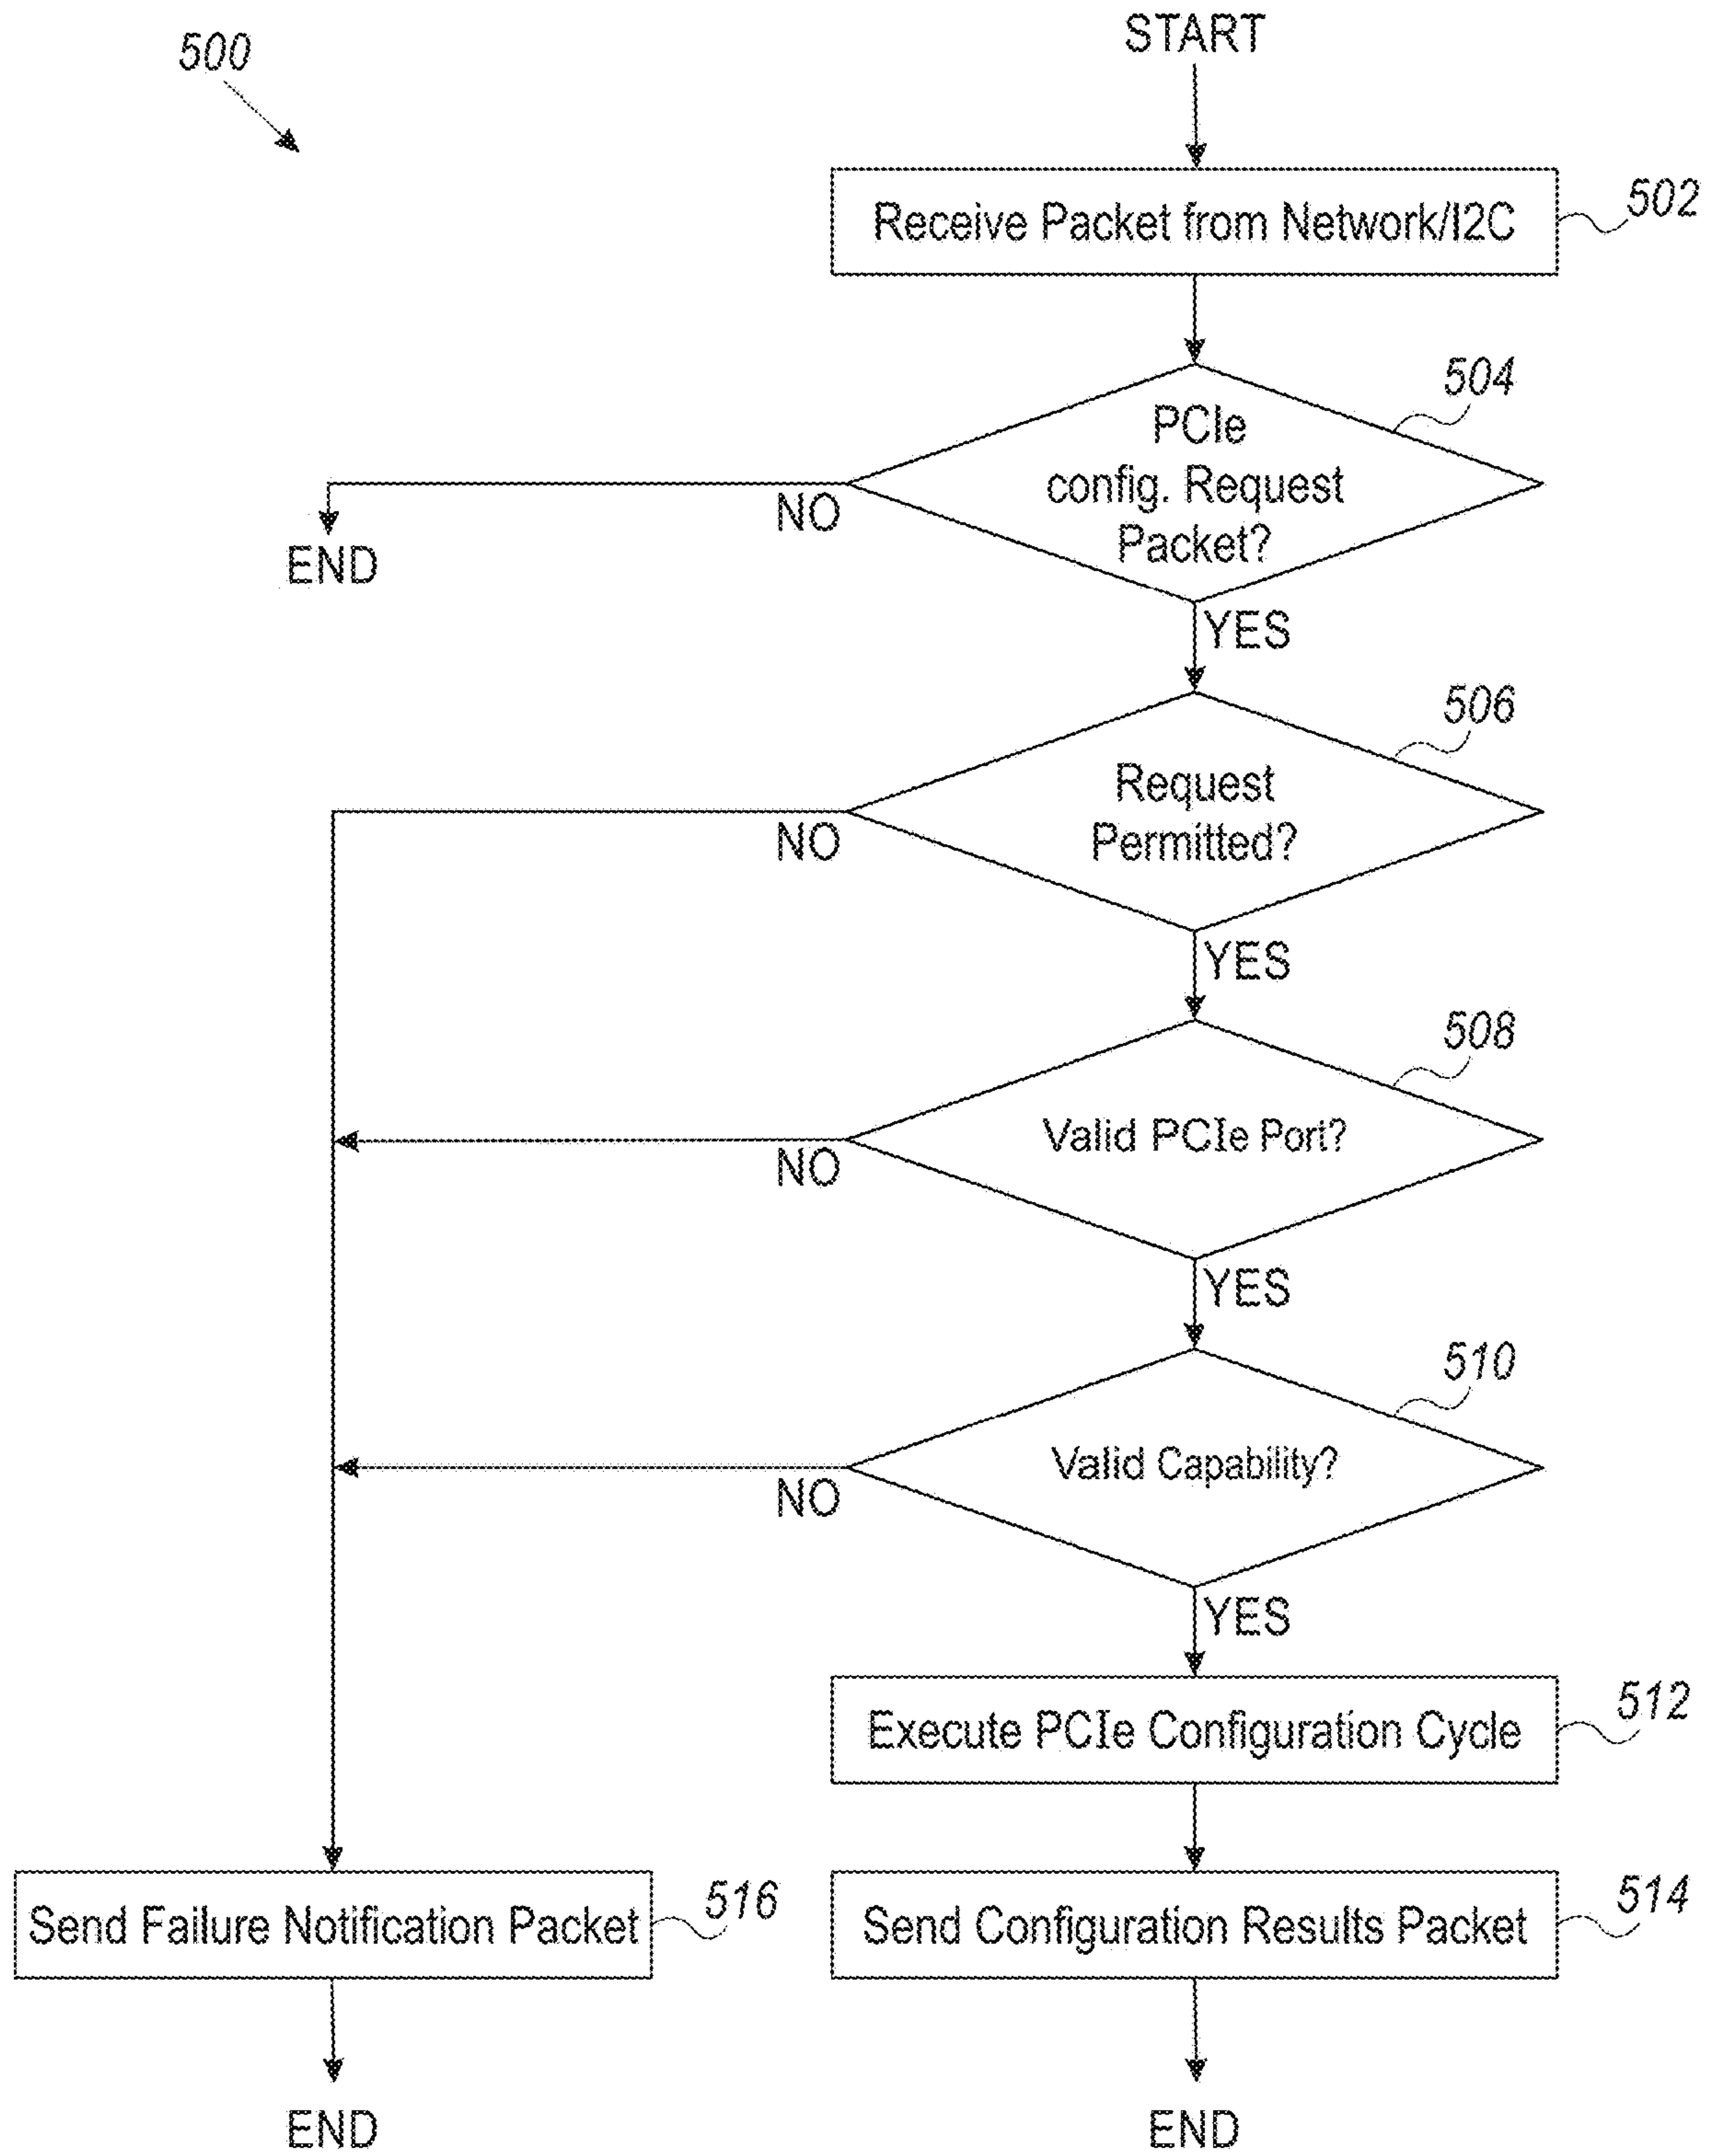 500
START
Receive Packet from Network/I2C
502
504
PCIe
config. Request
Packet?
NO
END
YES
506
Request
Permitted?
NO
YES
508
Valid PCIe Port?
NO
YES
510
Valid Capability?
NO
YES
Execute PCIe Configuration Cycle
512
Send Failure Notification Packet
516
Send Configuration Results Packet
514
END
END